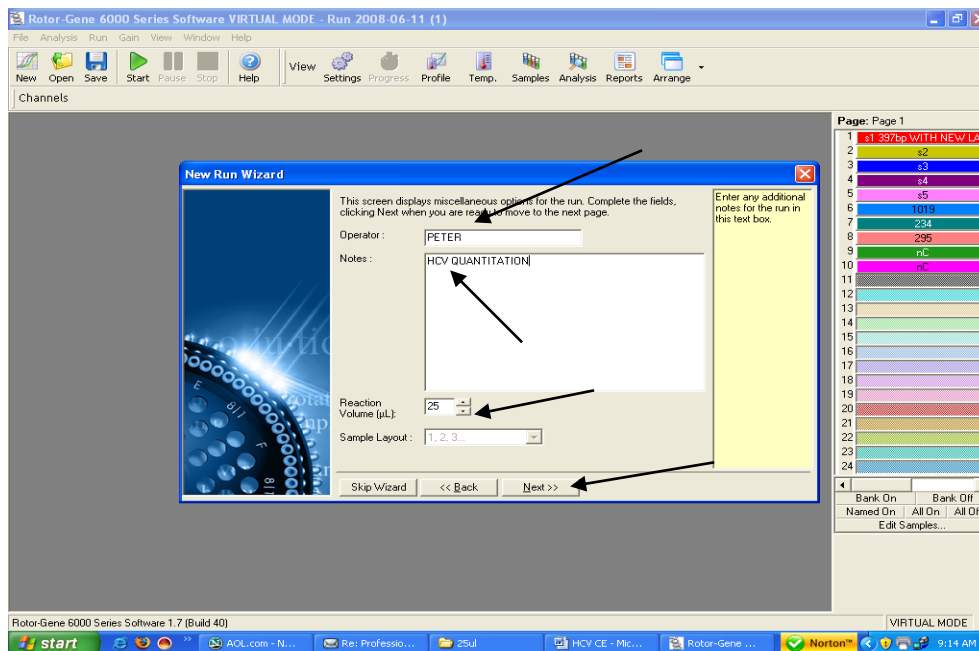 Rotor-Gene 6000 Series Software VIRTUAL MODE - Run 2008-06-11 (1)
File Analysis Run Gain View Window Help
New Open Save Start Pause Stop Help View Settings Progress Profile Temp. Samples Analysis Reports Arrange
Channels
Page: Page 1
1 s1 397bp WITH NEW LA
2 s2
3 s3
4 s4
5 s5
6 1019
7 234
8 295
9 nC
10 nC
11
12
13
14
15
16
17
18
19
20
21
22
23
24
Bank On Bank Off
Named On All On All Of
Edit Samples...
New Run Wizard
This screen displays miscellaneous options for the run. Complete the fields,
clicking Next when you are ready to move to the next page.
Operator :
PETER
Notes :
HCV QUANTITATION
Reaction
Volume (µL):
25
Sample Layout :
1, 2, 3...
Skip Wizard << Back Next >>
Enter any additional
notes for the run in
this text box.
Rotor-Gene 6000 Series Software 1.7 (Build 40)
VIRTUAL MODE
start AOL.com - N... Re: Professio... 25ul HCV CE - Mic... Rotor-Gene ... Norton™ 9:14 AM